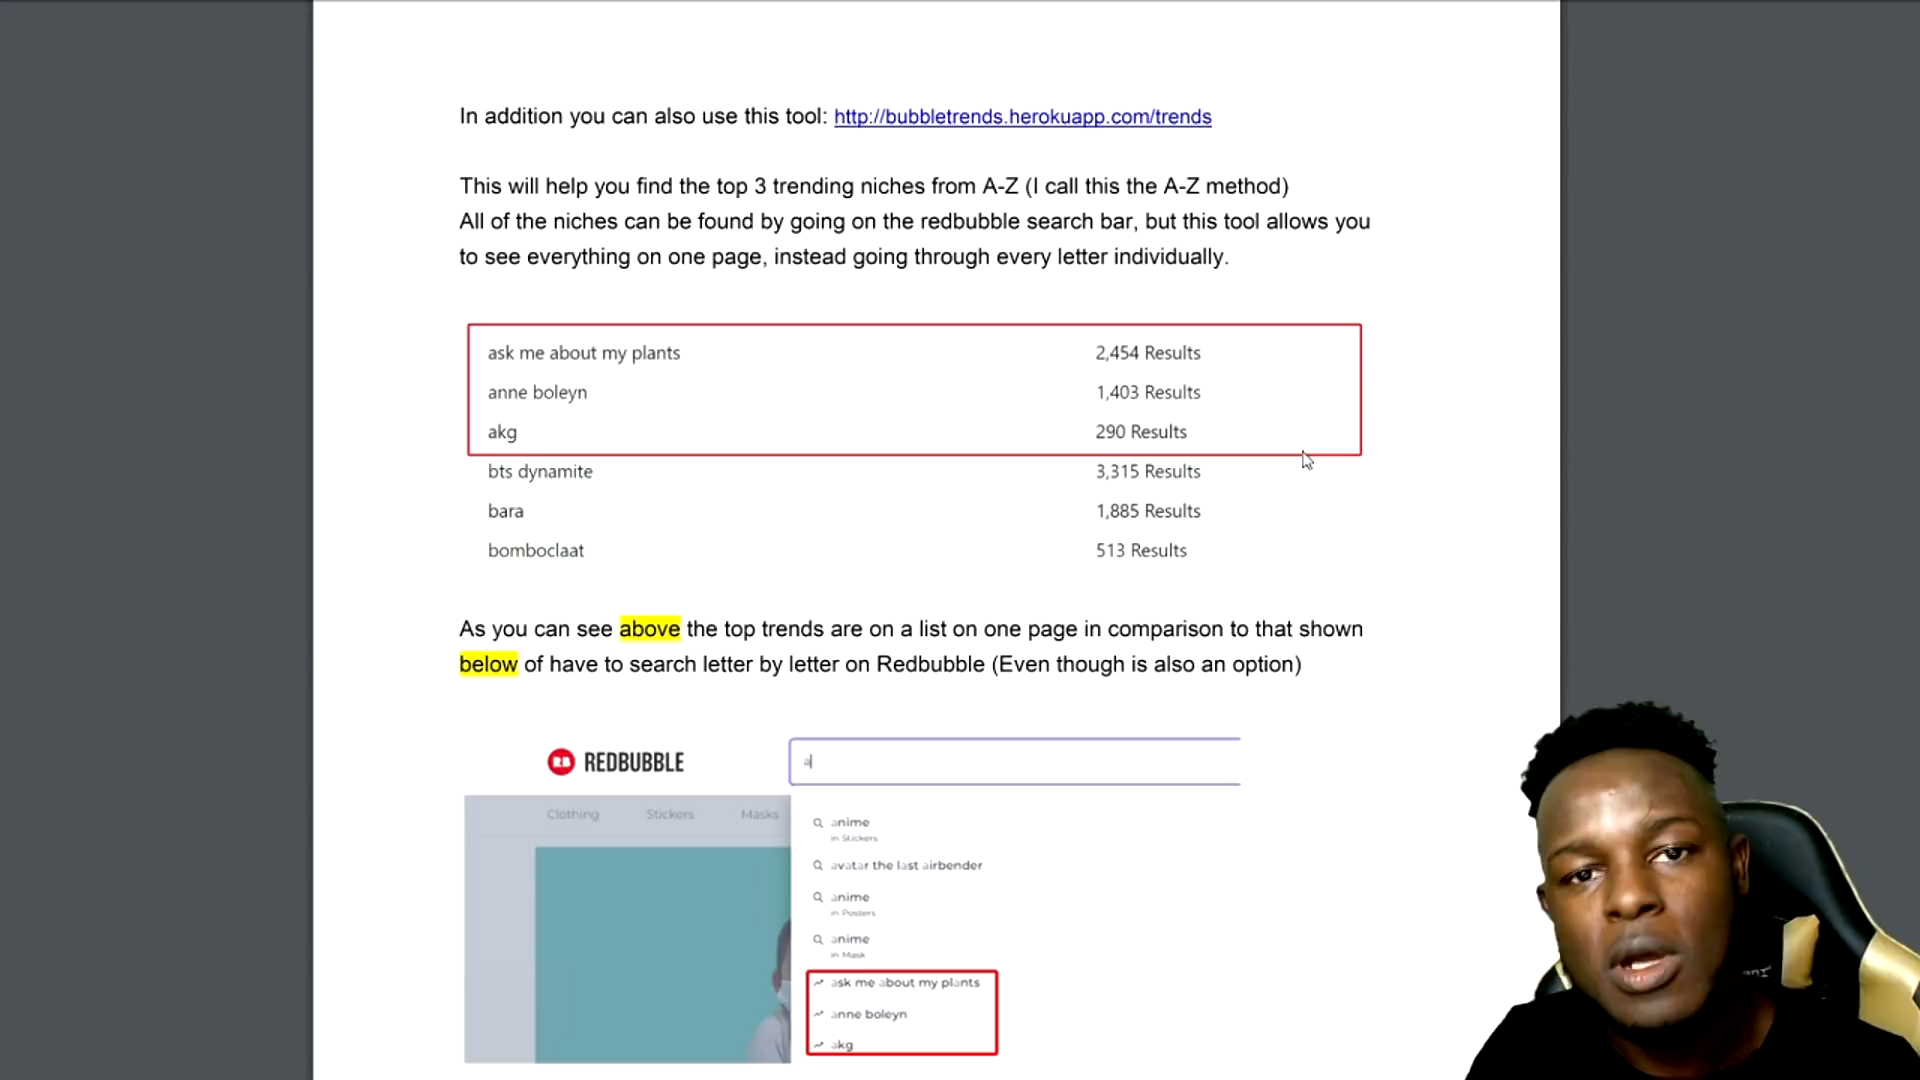 In addition you can also use this tool: http://bubbletrends.herokuapp.com/trends
This will help you find the top 3 trending niches from A-Z (I call this the A-Z method)
All of the niches can be found by going on the redbubble search bar, but this tool allows you
to see everything on one page, instead going through every letter individually.
ask me about my plants 2,454 Results
anne boleyn 1,403 Results
akg 290 Results
bts dynamite 3,315 Results
bara 1,885 Results
bomboclaat 513 Results
As you can see above the top trends are on a list on one page in comparison to that shown
below of have to search letter by letter on Redbubble (Even though is also an option)
RB REDBUBBLE a
Clothing Stickers Masks
anime
in Stickers
avatar the last airbender
anime
in Posters
anime
in Mask
ask me about my plants
anne boleyn
akg